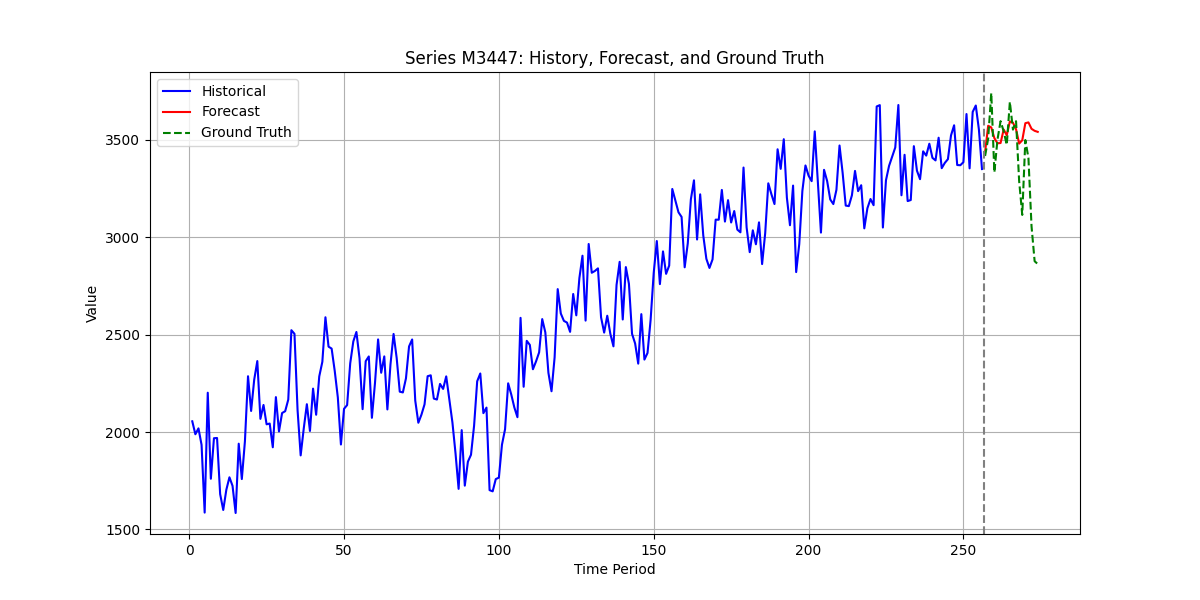 Series M3447: History, Forecast, and Ground Truth
Historical
Forecast
Ground Truth
3500
3000
2500
2000
1500
Value
0 50 100 150 200 250
Time Period